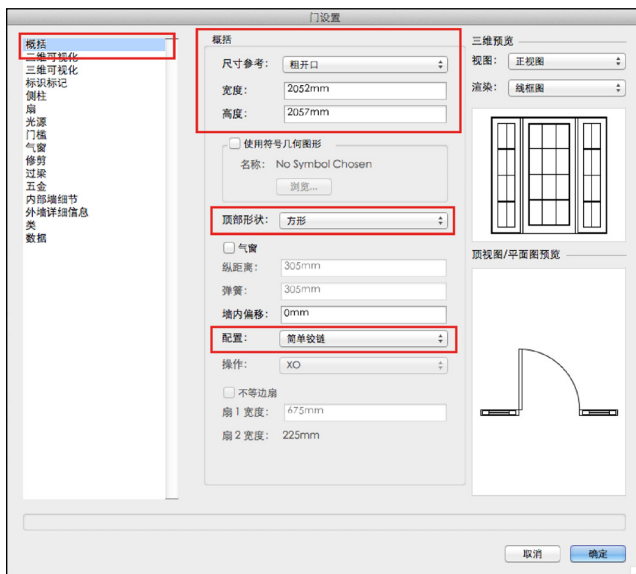 门设置
概括
二维可视化
三维可视化
标识标记
侧柱
扇
光源
门槛
气窗
修剪
过梁
五金
内部墙细节
外墙详细信息
类
数据
概括
尺寸参考: 粗开口
宽度: 2052mm
高度: 2057mm
使用符号几何图形
名称: No Symbol Chosen
浏览...
顶部形状: 方形
气窗
纵距离: 305mm
弹簧: 305mm
墙内偏移: 0mm
配置: 简单铰链
操作: XO
不等边扇
扇 1 宽度: 675mm
扇 2 宽度: 225mm
三维预览
视图: 正视图
渲染: 线框图
顶视图/平面图预览
取消
确定